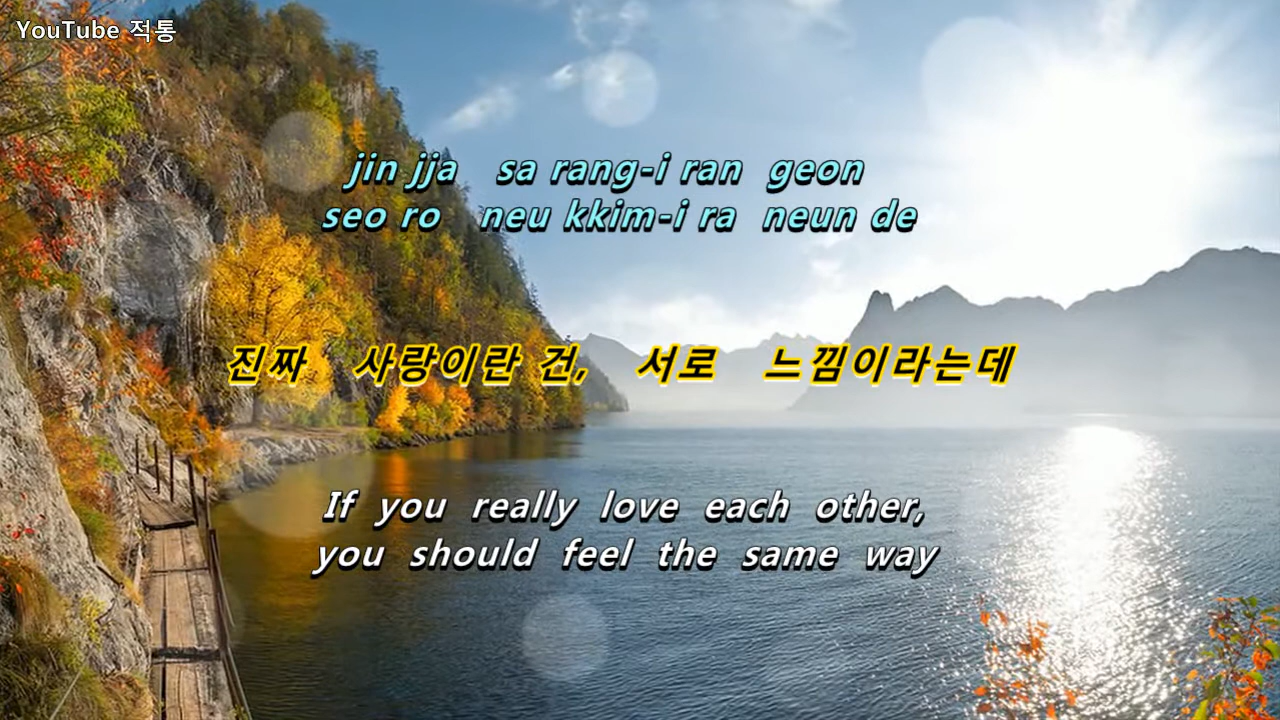 YouTube 적통
jin jja sa rang-i ran geon
seo ro neu kkim-i ra neun de
진짜 사랑이란 건, 서로 느낌이라는데
If you really love each other,
you should feel the same way